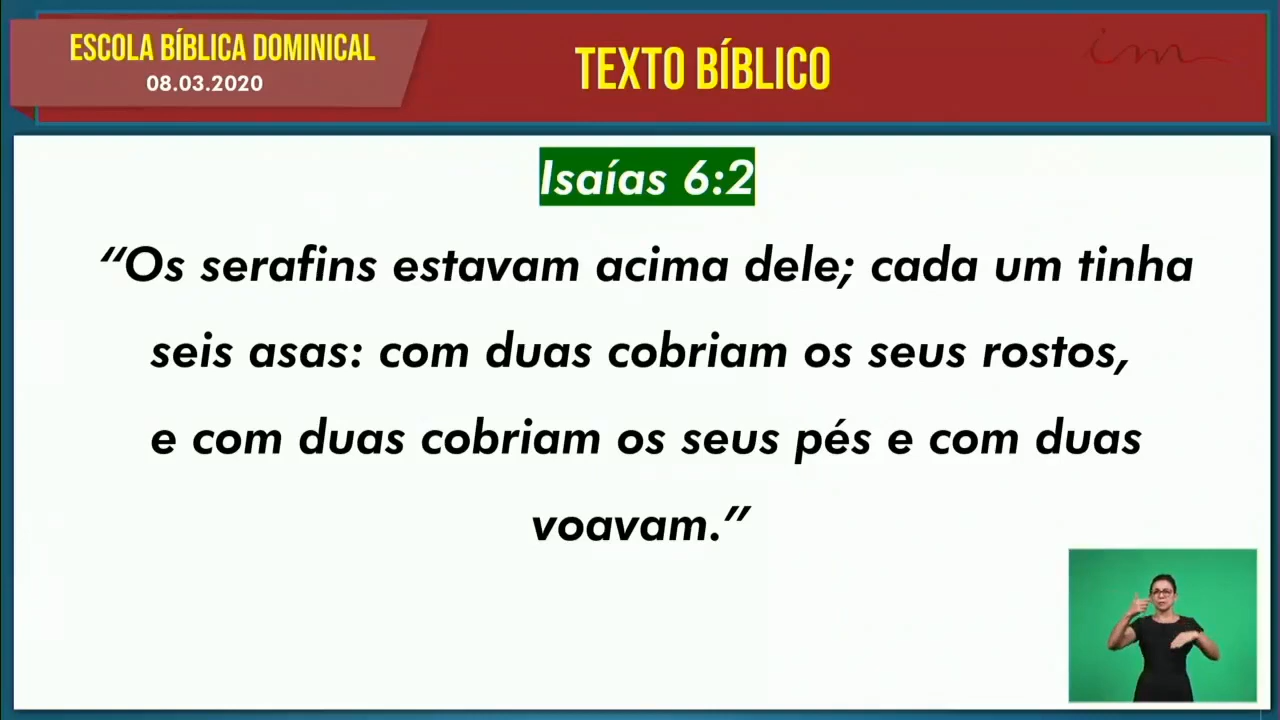 ESCOLA BÍBLICA DOMINICAL
08.03.2020
TEXTO BÍBLICO
im
Isaías 6:2
“Os serafins estavam acima dele; cada um tinha
seis asas: com duas cobriam os seus rostos,
e com duas cobriam os seus pés e com duas
voavam.”